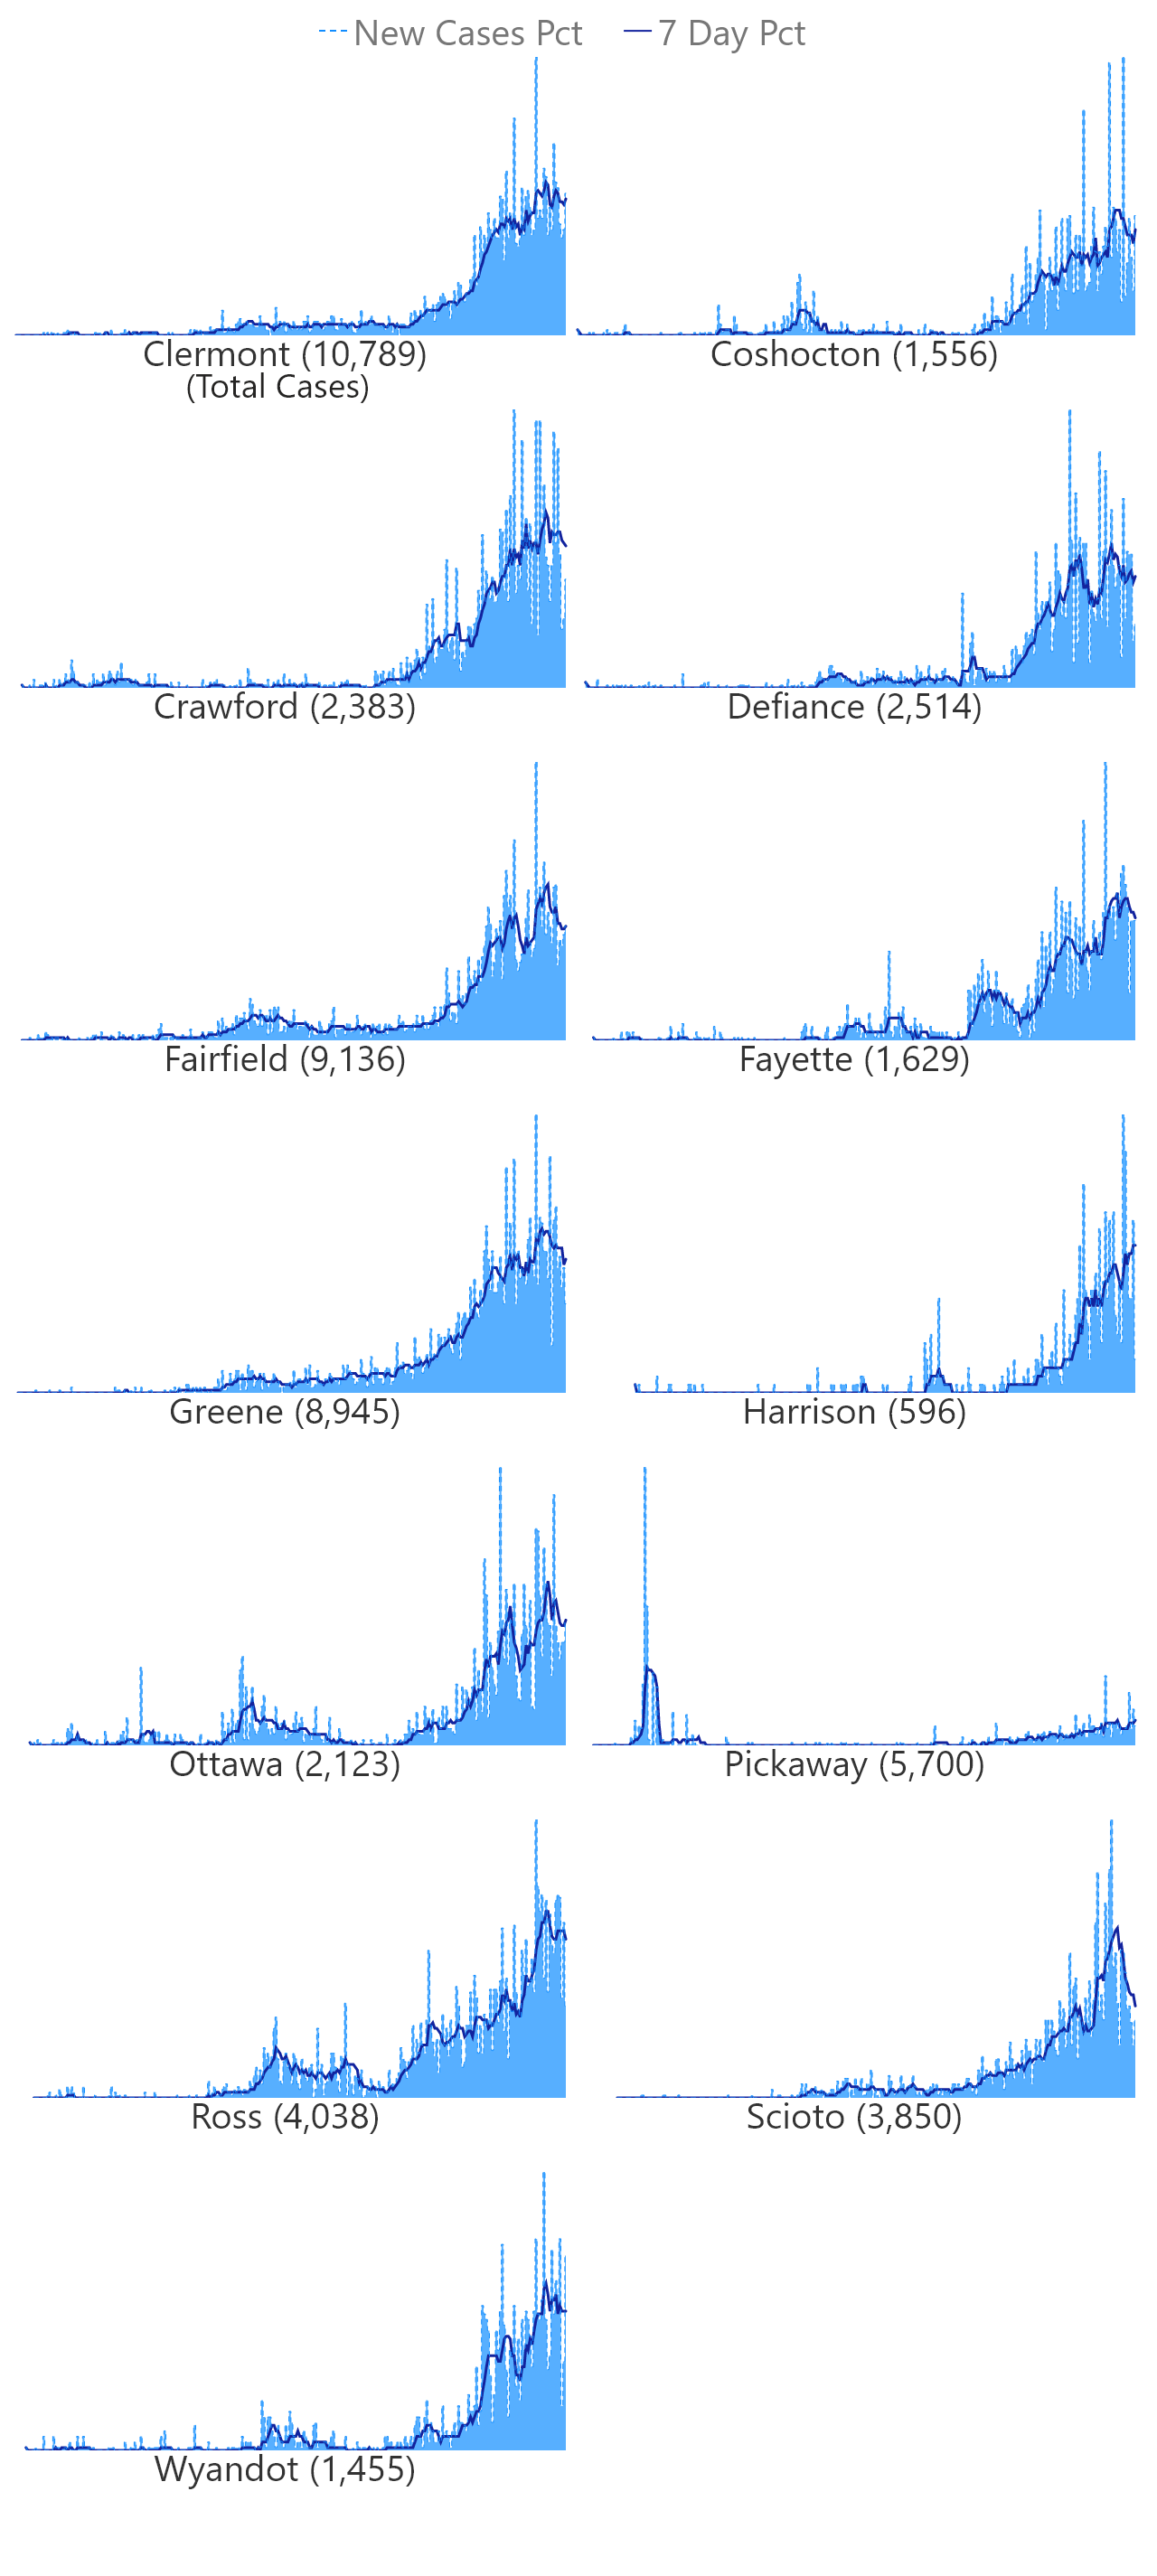 New Cases Pct 7 Day Pct
Clermont (10,789)
(Total Cases)
Coshocton (1,556)
Crawford (2,383)
Defiance (2,514)
Fairfield (9,136)
Fayette (1,629)
Greene (8,945)
Harrison (596)
Ottawa (2,123)
Pickaway (5,700)
Ross (4,038)
Scioto (3,850)
Wyandot (1,455)